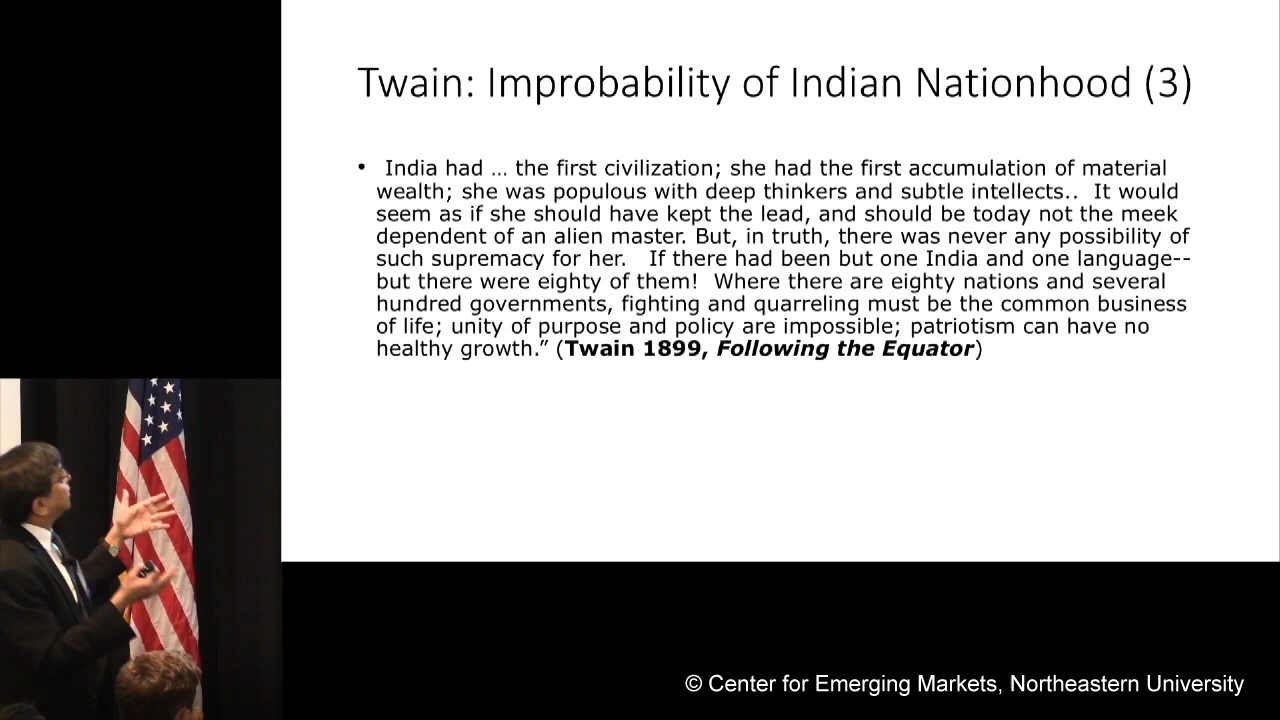 Twain: Improbability of Indian Nationhood (3)
• India had ... the first civilization; she had the first accumulation of material
wealth; she was populous with deep thinkers and subtle intellects.. It would
seem as if she should have kept the lead, and should be today not the meek
dependent of an alien master. But, in truth, there was never any possibility of
such supremacy for her. If there had been but one India and one language--
but there were eighty of them! Where there are eighty nations and several
hundred governments, fighting and quarreling must be the common business
of life; unity of purpose and policy are impossible; patriotism can have no
healthy growth.” (Twain 1899, Following the Equator)
© Center for Emerging Markets, Northeastern University